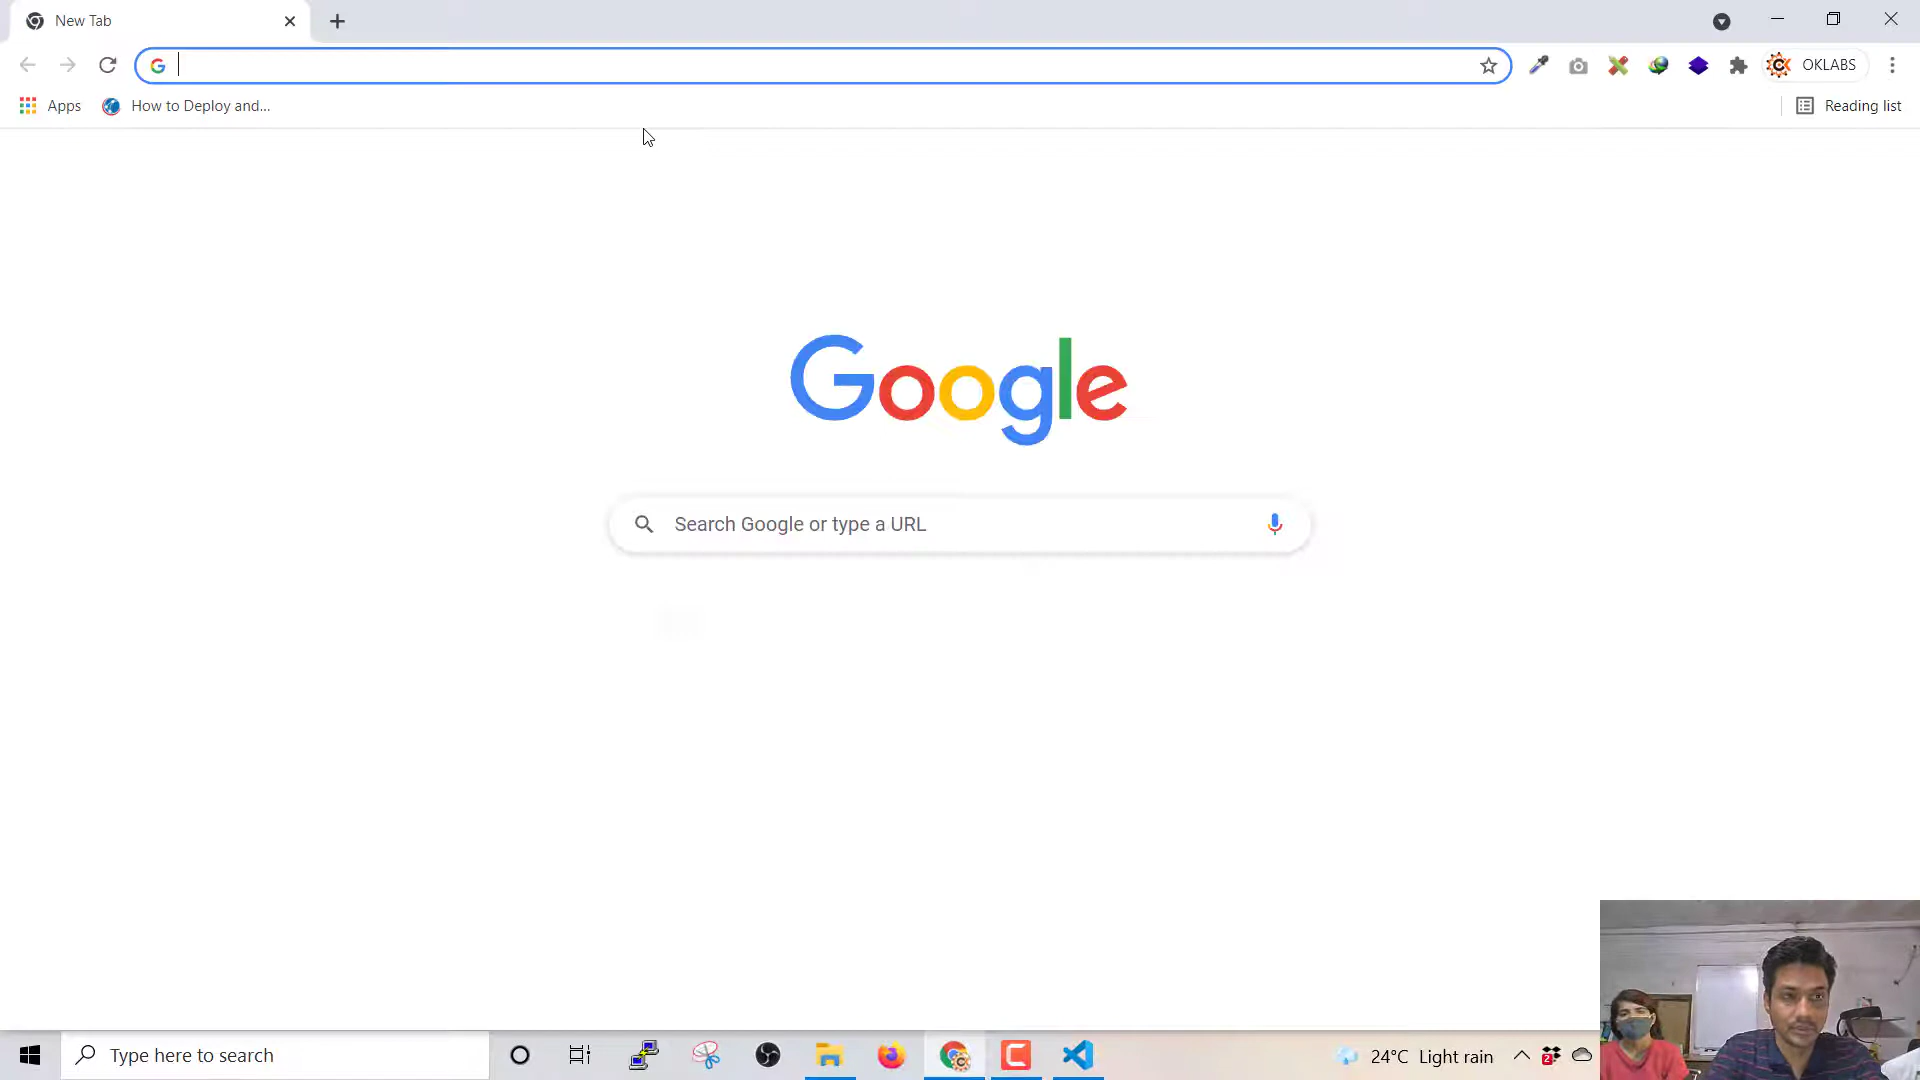 New Tab
OKLABS
Apps
How to Deploy and...
Reading list
Google
Search Google or type a URL
Type here to search
24°C Light rain
2